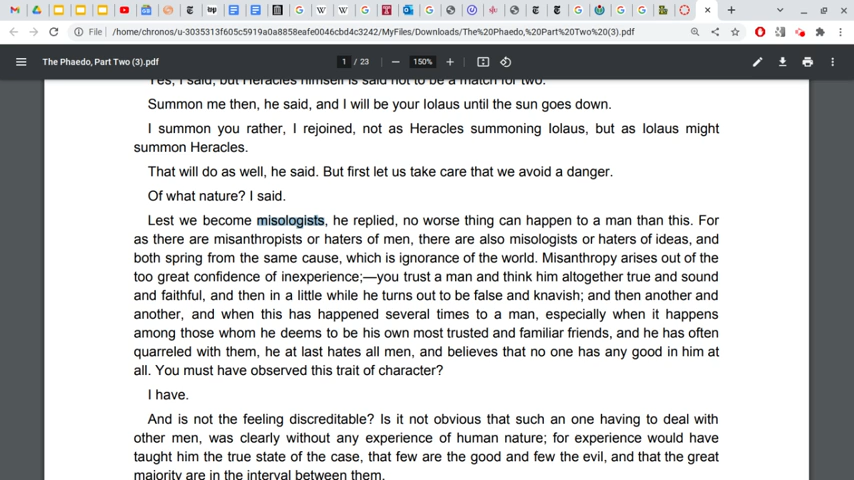 File | /home/chronos/u-3035313f605c5919a0a8858eafe0046cbd4c3242/MyFiles/Downloads/The%20Phaedo,%20Part%20Two%20(3).pdf
The Phaedo, Part Two (3).pdf
1 / 23
150%
Yes, I said, but Heracles himself is said not to be a match for two.
Summon me then, he said, and I will be your Iolaus until the sun goes down.
I summon you rather, I rejoined, not as Heracles summoning Iolaus, but as Iolaus might
summon Heracles.
That will do as well, he said. But first let us take care that we avoid a danger.
Of what nature? I said.
Lest we become misologists, he replied, no worse thing can happen to a man than this. For
as there are misanthropists or haters of men, there are also misologists or haters of ideas, and
both spring from the same cause, which is ignorance of the world. Misanthropy arises out of the
too great confidence of inexperience;—you trust a man and think him altogether true and sound
and faithful, and then in a little while he turns out to be false and knavish; and then another and
another, and when this has happened several times to a man, especially when it happens
among those whom he deems to be his own most trusted and familiar friends, and he has often
quarreled with them, he at last hates all men, and believes that no one has any good in him at
all. You must have observed this trait of character?
I have.
And is not the feeling discreditable? Is it not obvious that such an one having to deal with
other men, was clearly without any experience of human nature; for experience would have
taught him the true state of the case, that few are the good and few the evil, and that the great
majority are in the interval between them.